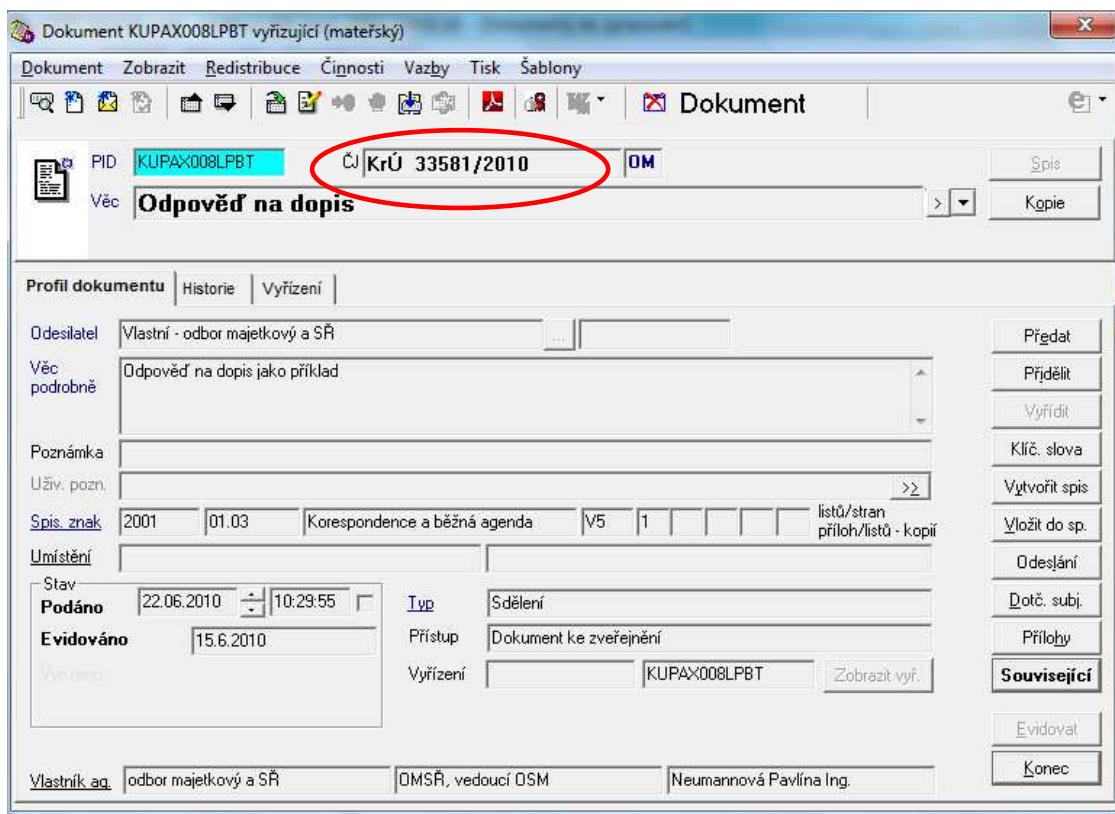 Dokument KUPAX008LPBT vyřizující (mateřský)
Dokument Zobrazit Redistribuce Činnosti Vazby Tisk Šablony
Dokument
PID KUPAX008LPBT ČJ KrÚ 33581/2010 OM Spis
Věc Odpověď na dopis > Kopie
Profil dokumentu Historie Vyřízení
Odesilatel Vlastní - odbor majetkový a SŘ ... Předat
Věc podrobně Odpověď na dopis jako příklad Přidělit
Vyřídit
Poznámka Klíč. slova
Uživ. pozn. >> Vytvořit spis
Spis. znak 2001 01.03 Korespondence a běžná agenda V5 1 listů/stran příloh/listů - kopií Vložit do sp.
Umístění Odeslání
Stav
Podáno 22.06.2010 10:29:55 Typ Sdělení Dotč. subj.
Evidováno 15.6.2010 Přístup Dokument ke zveřejnění Přílohy
Vyřízení KUPAX008LPBT Zobrazit vyř. Související
Evidovat
Konec
Vlastník ag. odbor majetkový a SŘ OMSŘ, vedoucí OSM Neumannová Pavlína Ing.